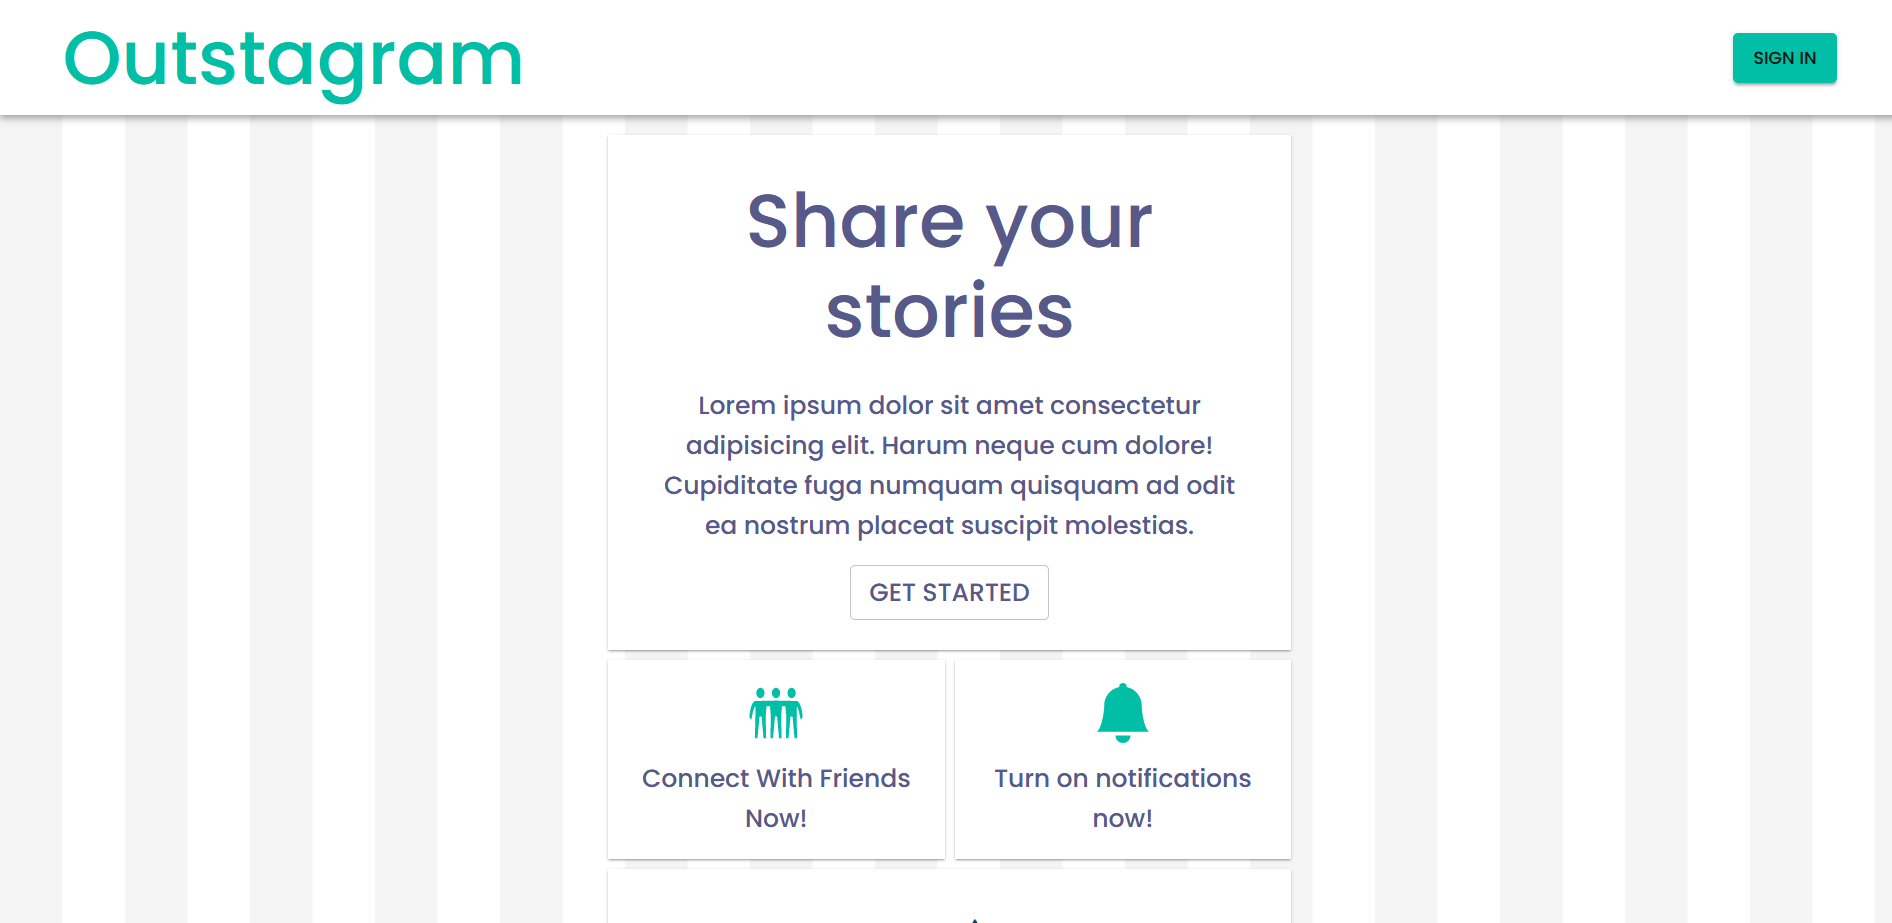 Outstagram
SIGN IN
Share your
stories
Lorem ipsum dolor sit amet consectetur
adipisicing elit. Harum neque cum dolore!
Cupiditate fuga numquam quisquam ad odit
ea nostrum placeat suscipit molestias.
GET STARTED
Connect With Friends
Now!
Turn on notifications
now!